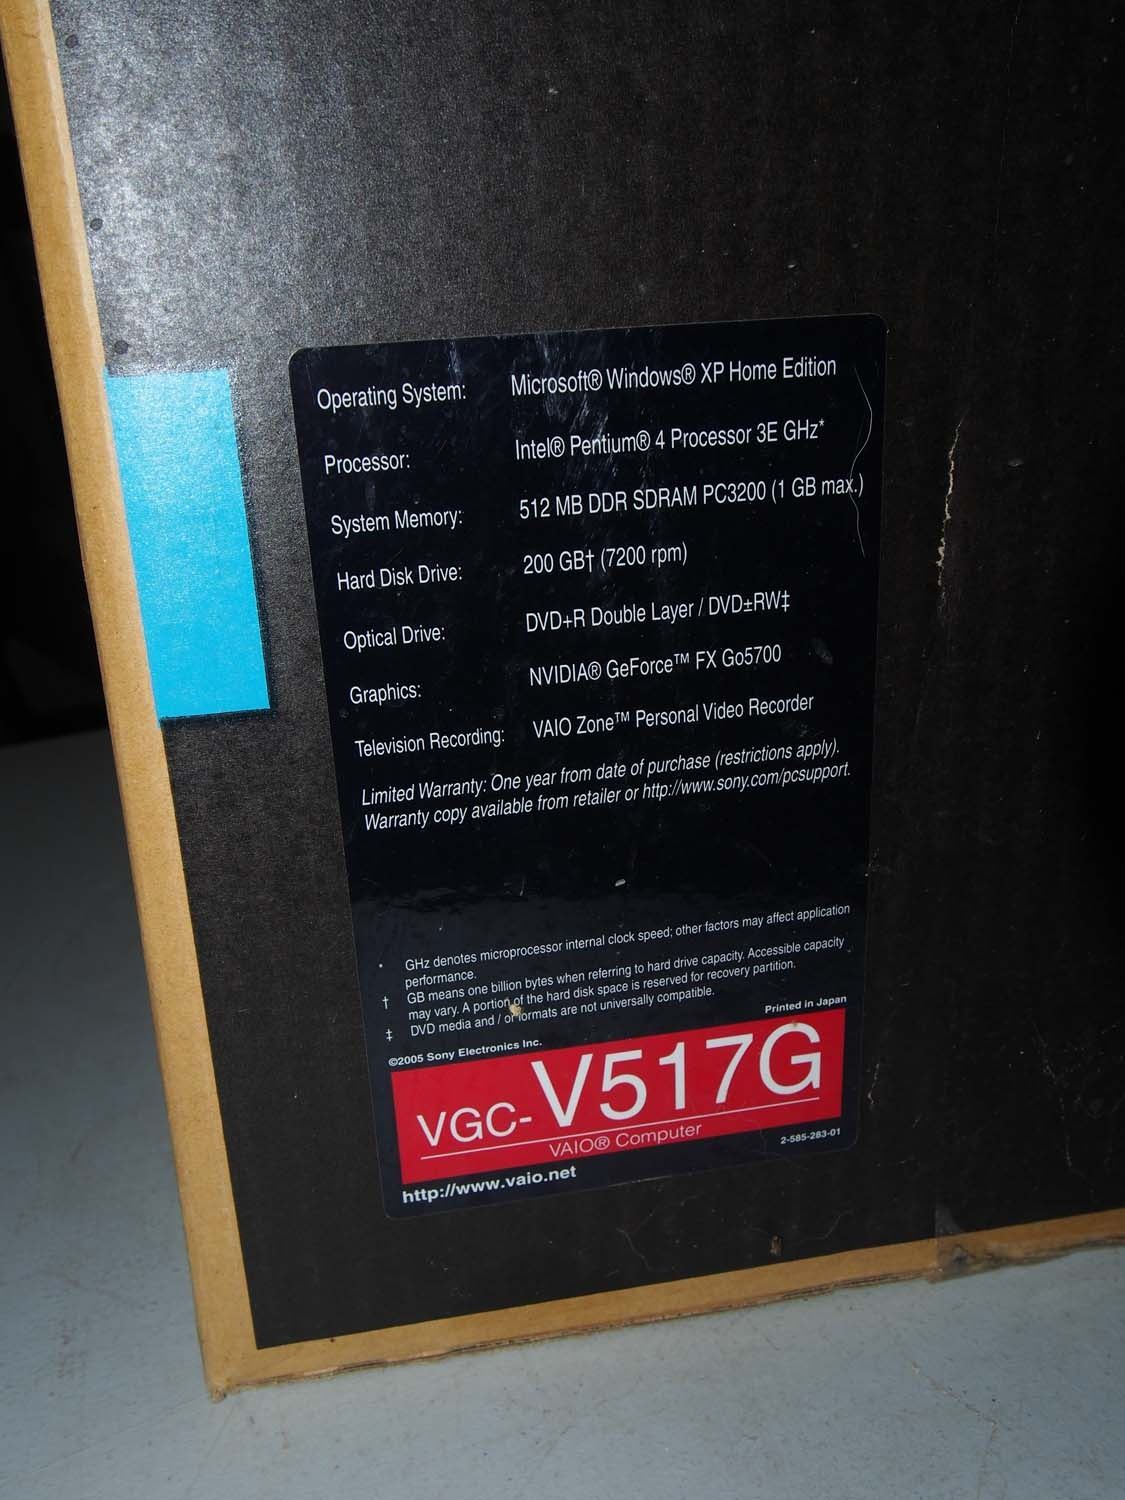 Operating System: Microsoft® Windows® XP Home Edition
Processor: Intel® Pentium® 4 Processor 3E GHz*
System Memory: 512 MB DDR SDRAM PC3200 (1 GB max.)
Hard Disk Drive: 200 GB† (7200 rpm)
Optical Drive: DVD+R Double Layer / DVD±RW‡
Graphics: NVIDIA® GeForce™ FX Go5700
Television Recording: VAIO Zone™ Personal Video Recorder
Limited Warranty: One year from date of purchase (restrictions apply).
Warranty copy available from retailer or http://www.sony.com/pcsupport.
* GHz denotes microprocessor internal clock speed; other factors may affect application
performance.
† GB means one billion bytes when referring to hard drive capacity. Accessible capacity
may vary. A portion of the hard disk space is reserved for recovery partition.
‡ DVD media and / or formats are not universally compatible.
©2005 Sony Electronics Inc. Printed in Japan
VGC-V517G
VAIO® Computer
2-585-283-01
http://www.vaio.net